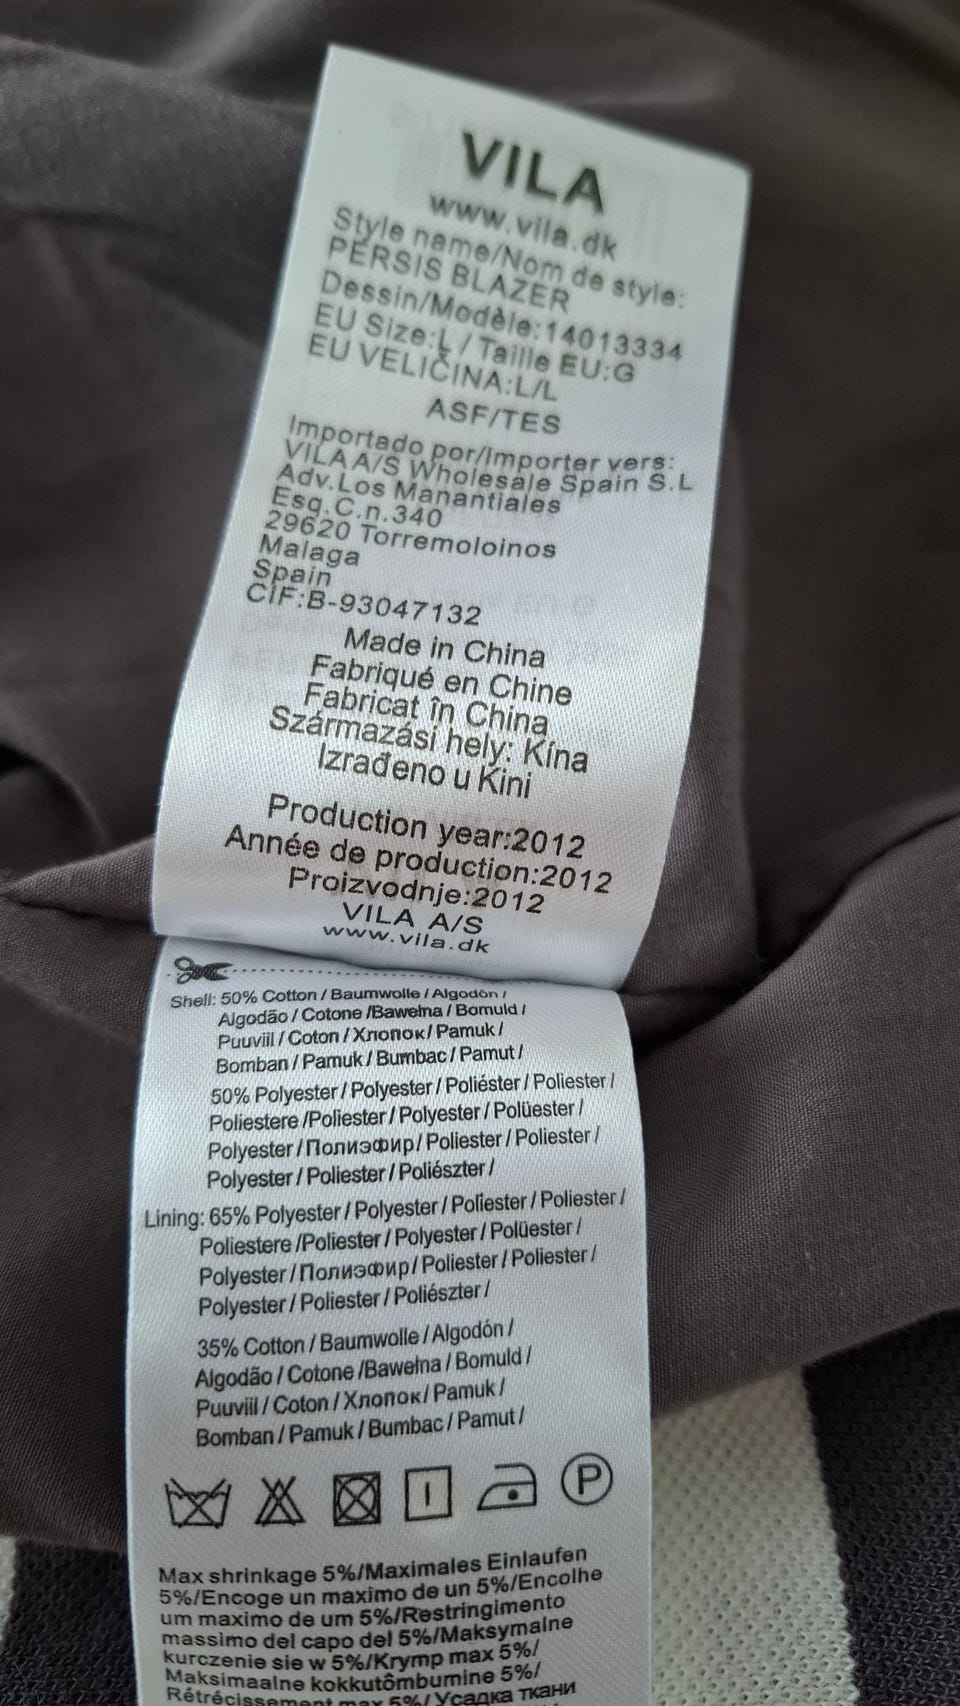 VILA
www.vila.dk
Style name/Nom de style:
PERSIS BLAZER
Dessin/Modèle:14013334
EU Size:L / Taille EU:G
EU VELIČINA:L/L
ASF/TES
Importado por/Importer vers:
VILA A/S Wholesale Spain S.L
Adv.Los Manantiales
Esq.C.n.340
29620 Torremoloinos
Malaga
Spain
CIF:B-93047132
Made in China
Fabriqué en Chine
Fabricat în China
Származási hely: Kína
Izrađeno u Kini
Production year:2012
Année de production:2012
Proizvodnje:2012
VILA A/S
www.vila.dk
Shell: 50% Cotton / Baumwolle / Algodón /
Algodão / Cotone /Bawełna / Bomuld /
Puuviil / Coton / Хлопок / Pamuk /
Bomban / Pamuk / Bumbac / Pamut /
50% Polyester / Polyester / Poliéster / Poliester /
Poliestere /Poliester / Polyester / Polüester /
Polyester / Полиэфир / Poliester / Poliester /
Polyester / Poliester / Poliészter /
Lining: 65% Polyester / Polyester / Poliester / Poliester /
Poliestere /Poliester / Polyester / Polüester /
Polyester / Полиэфир / Poliester / Poliester /
Polyester / Poliester / Poliészter /
35% Cotton / Baumwolle / Algodón /
Algodão / Cotone /Bawełna / Bomuld /
Puuviil / Coton / Хлопок / Pamuk /
Bomban / Pamuk / Bumbac / Pamut /
P
Max shrinkage 5%/Maximales Einlaufen
5%/Encoge un maximo de un 5%/Encolhe
um maximo de um 5%/Restringimento
massimo del capo del 5%/Maksymalne
kurczenie sie w 5%/Krymp max 5%/
Maksimaalne kokkutômbumine 5%/
Rétrécissement max 5%/ Усадка ткани